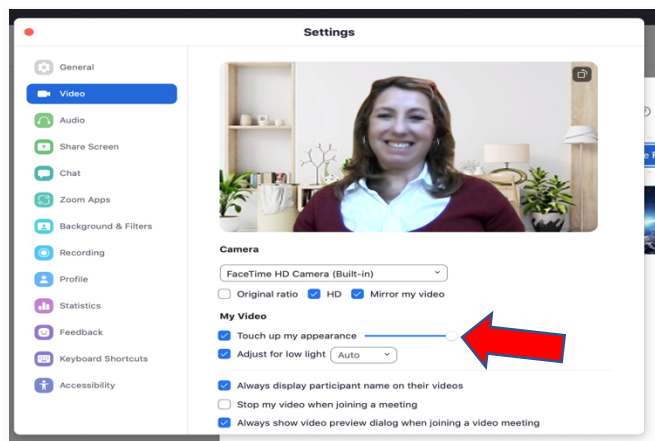 Settings
General
Video
Audio
Share Screen
Chat
Zoom Apps
Background & Filters
Recording
Profile
Statistics
Feedback
Keyboard Shortcuts
Accessibility
Camera
FaceTime HD Camera (Built-in)
Original ratio HD Mirror my video
My Video
Touch up my appearance
Adjust for low light Auto
Always display participant name on their videos
Stop my video when joining a meeting
Always show video preview dialog when joining a video meeting